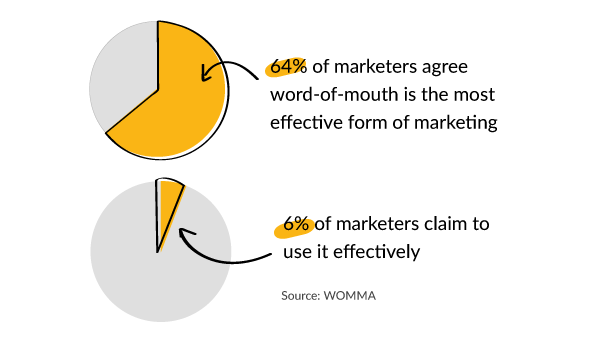 64% of marketers agree
word-of-mouth is the most
effective form of marketing
6% of marketers claim to
use it effectively
Source: WOMMA